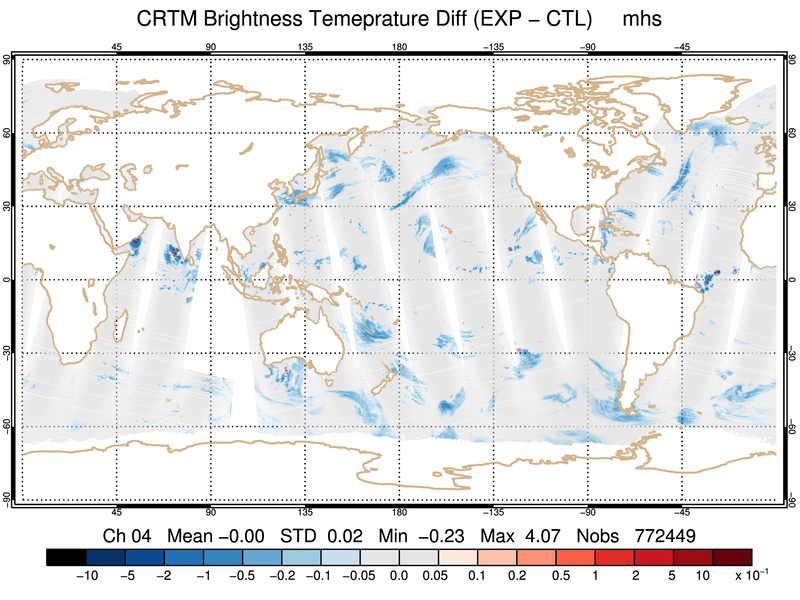 CRTM Brightness Temeprature Diff (EXP − CTL) mhs
45 90 135 180 −135 −90 −45
90 90
60 60
30 30
0 0
−30 −30
−60 −60
−90 −90
45 90 135 180 −135 −90 −45
Ch 04 Mean −0.00 STD 0.02 Min −0.23 Max 4.07 Nobs 772449
−10 −5 −2 −1 −0.5 −0.2 −0.1 −0.05 0.0 0.05 0.1 0.2 0.5 1 2 5 10 x 10⁻¹